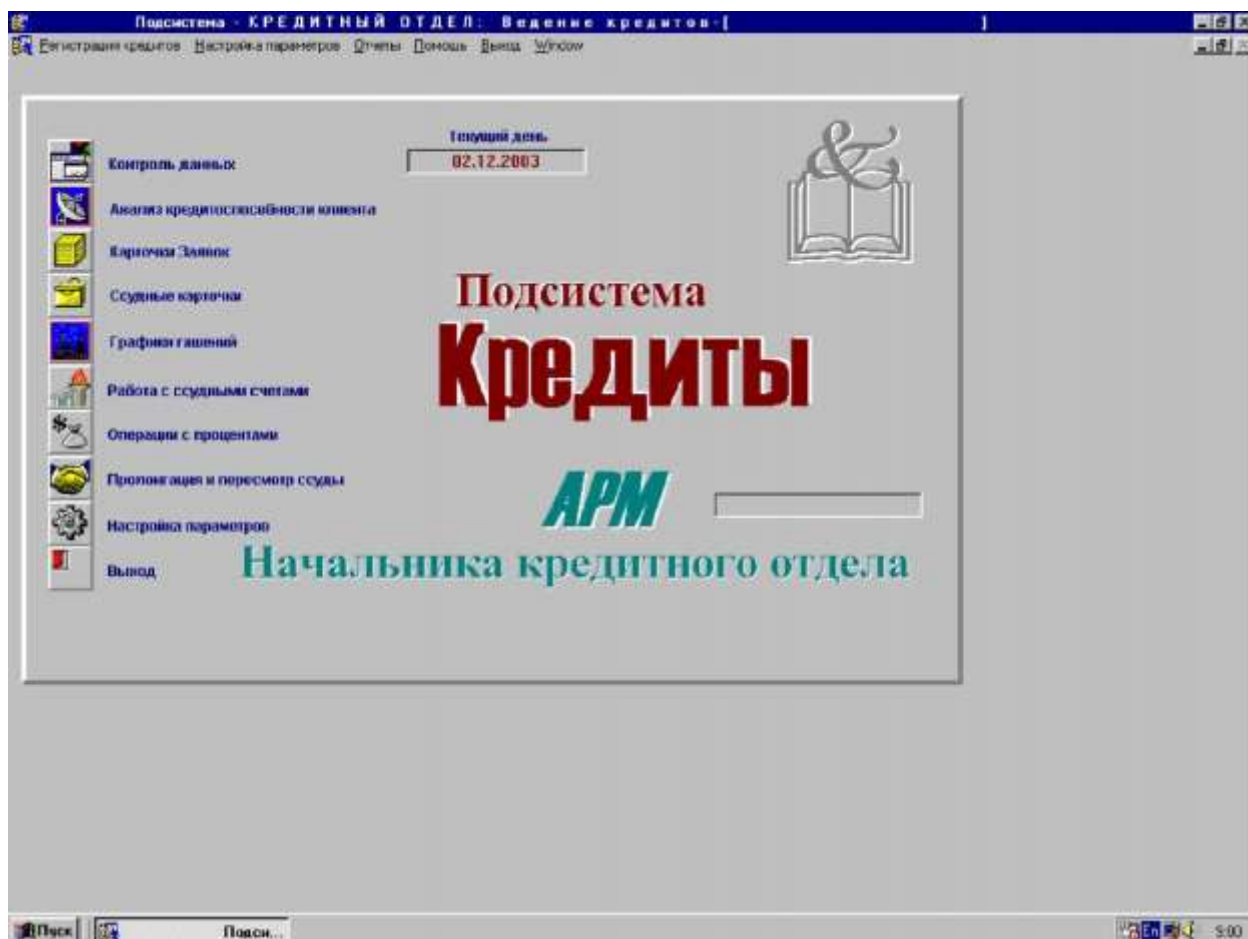 Подсистема - КРЕДИТНЫЙ ОТДЕЛ: Ведение кредитов-[ ]
Регистрация кредитов Настройка параметров Отчеты Помощь Выход Window
Текущий день
02.12.2003
Контроль данных
Анализ кредитоспособности клиента
Карточки Заявок
Ссудные карточки
Графики гашений
Работа с ссудными счетами
Операции с процентами
Пролонгация и пересмотр ссуды
Настройка параметров
Выход
&
Подсистема
Кредиты
АРМ
Начальника кредитного отдела
Пуск
Подси...
En
9:00